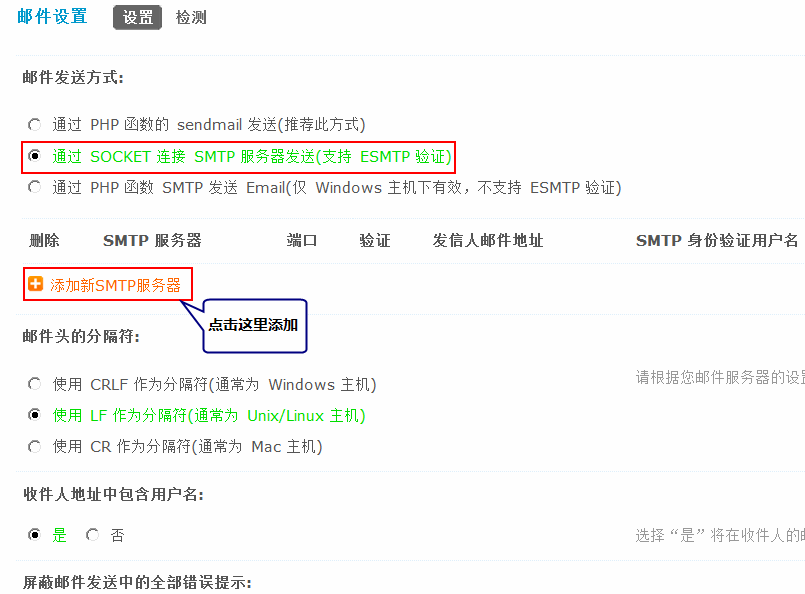 邮件设置 设置 检测
邮件发送方式:
通过 PHP 函数的 sendmail 发送(推荐此方式)
通过 SOCKET 连接 SMTP 服务器发送(支持 ESMTP 验证)
通过 PHP 函数 SMTP 发送 Email(仅 Windows 主机下有效，不支持 ESMTP 验证)
删除 SMTP 服务器 端口 验证 发信人邮件地址 SMTP 身份验证用户名
添加新SMTP服务器
点击这里添加
邮件头的分隔符:
请根据您邮件服务器的设置
使用 CRLF 作为分隔符(通常为 Windows 主机)
使用 LF 作为分隔符(通常为 Unix/Linux 主机)
使用 CR 作为分隔符(通常为 Mac 主机)
收件人地址中包含用户名:
是 否 选择“是”将在收件人的
屏蔽邮件发送中的全部错误提示: